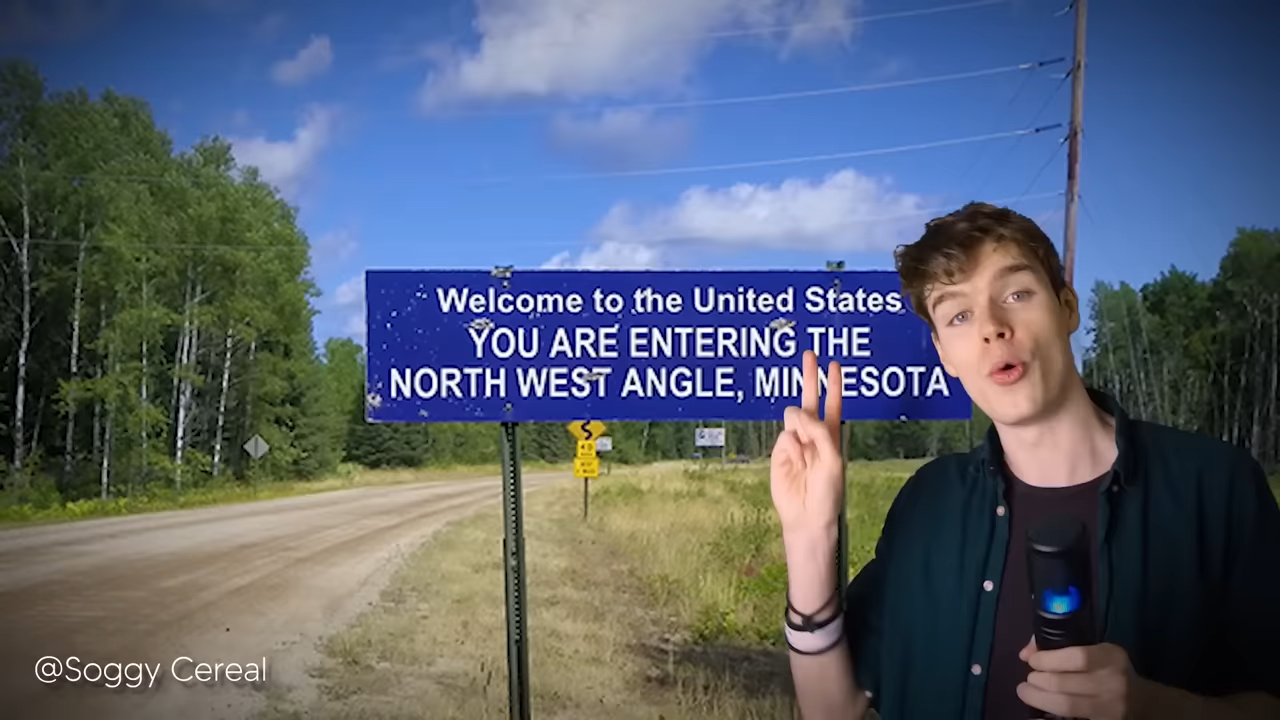 Welcome to the United States
YOU ARE ENTERING THE
NORTH WEST ANGLE, MINNESOTA
@Soggy Cereal